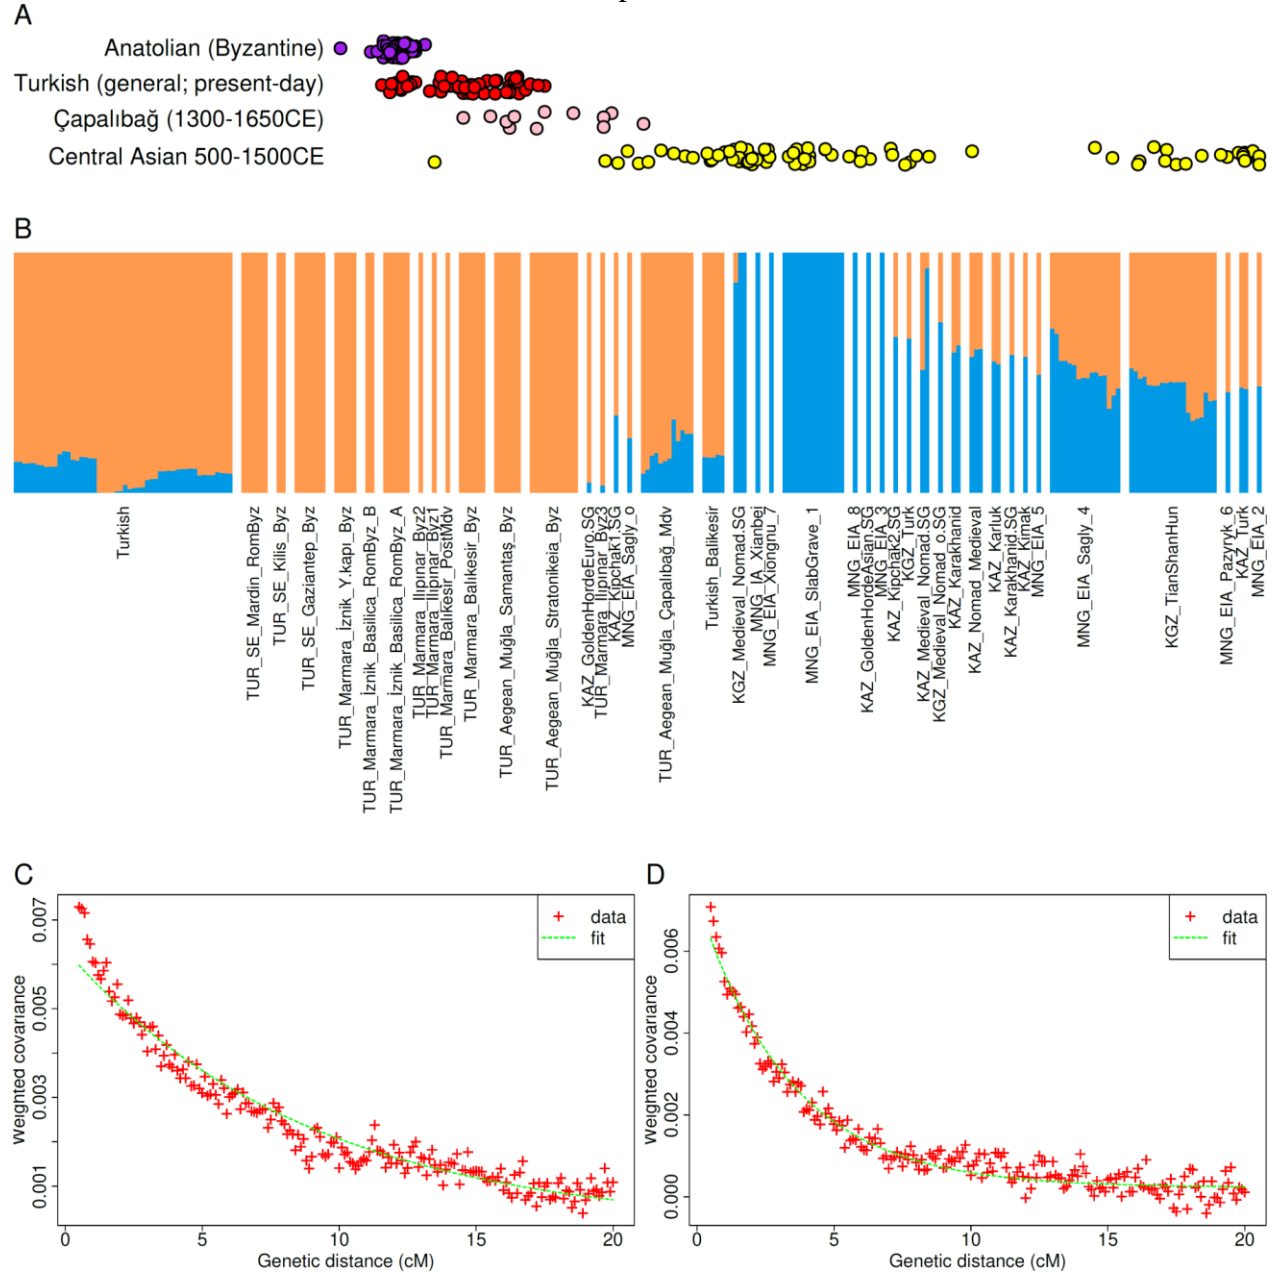 A
Anatolian (Byzantine)
Turkish (general; present-day)
Çapalıbağ (1300-1650CE)
Central Asian 500-1500CE
B
Turkish
TUR_SE_Mardin_RomByz
TUR_SE_Kilis_Byz
TUR_SE_Gaziantep_Byz
TUR_Marmara_İznik_Y.kapı_Byz
TUR_Marmara_İznik_Basilica_RomByz_B
TUR_Marmara_İznik_Basilica_RomByz_A
TUR_Marmara_Ilıpınar_Byz2
TUR_Marmara_Ilıpınar_Byz1
TUR_Marmara_Balıkesir_PostMdv
TUR_Marmara_Balıkesir_Byz
TUR_Aegean_Muğla_Samantaş_Byz
TUR_Aegean_Muğla_Stratonikeia_Byz
KAZ_GoldenHordeEuro.SG
TUR_Marmara_Ilıpınar_Byz3
KAZ_Kipchak1.SG
MNG_EIA_Sagly_o
TUR_Aegean_Muğla_Çapalıbağ_Mdv
Turkish_Balikesir
KGZ_Medieval_Nomad.SG
MNG_IA_Xianbei
MNG_EIA_Xiongnu_7
MNG_EIA_SlabGrave_1
MNG_EIA_8
KAZ_GoldenHordeAsian.SG
MNG_EIA_3
KAZ_Kipchak2.SG
KGZ_Turk
KAZ_Medieval_Nomad.SG
KGZ_Medieval_Nomad_o.SG
KAZ_Karakhanid
KAZ_Nomad_Medieval
KAZ_Karluk
KAZ_Karakhanid.SG
KAZ_Kimak
MNG_EIA_5
MNG_EIA_Sagly_4
KGZ_TianShanHun
MNG_EIA_Pazyryk_6
KAZ_Turk
MNG_EIA_2
C
Weighted covariance
0.007
0.005
0.003
0.001
data
fit
0 5 10 15 20
Genetic distance (cM)
D
Weighted covariance
0.006
0.004
0.002
0.000
data
fit
0 5 10 15 20
Genetic distance (cM)